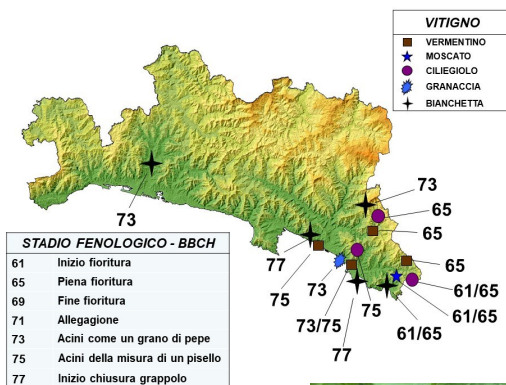 VITIGNO
VERMENTINO
MOSCATO
CILIEGIOLO
GRANACCIA
BIANCHETTA
73
73
65
65
77
65
75
73
61/65
73/75
75
61/65
77
STADIO FENOLOGICO - BBCH
61 Inizio fioritura
65 Piena fioritura
69 Fine fioritura
71 Allegagione
73 Acini come un grano di pepe
75 Acini della misura di un pisello
77 Inizio chiusura grappolo